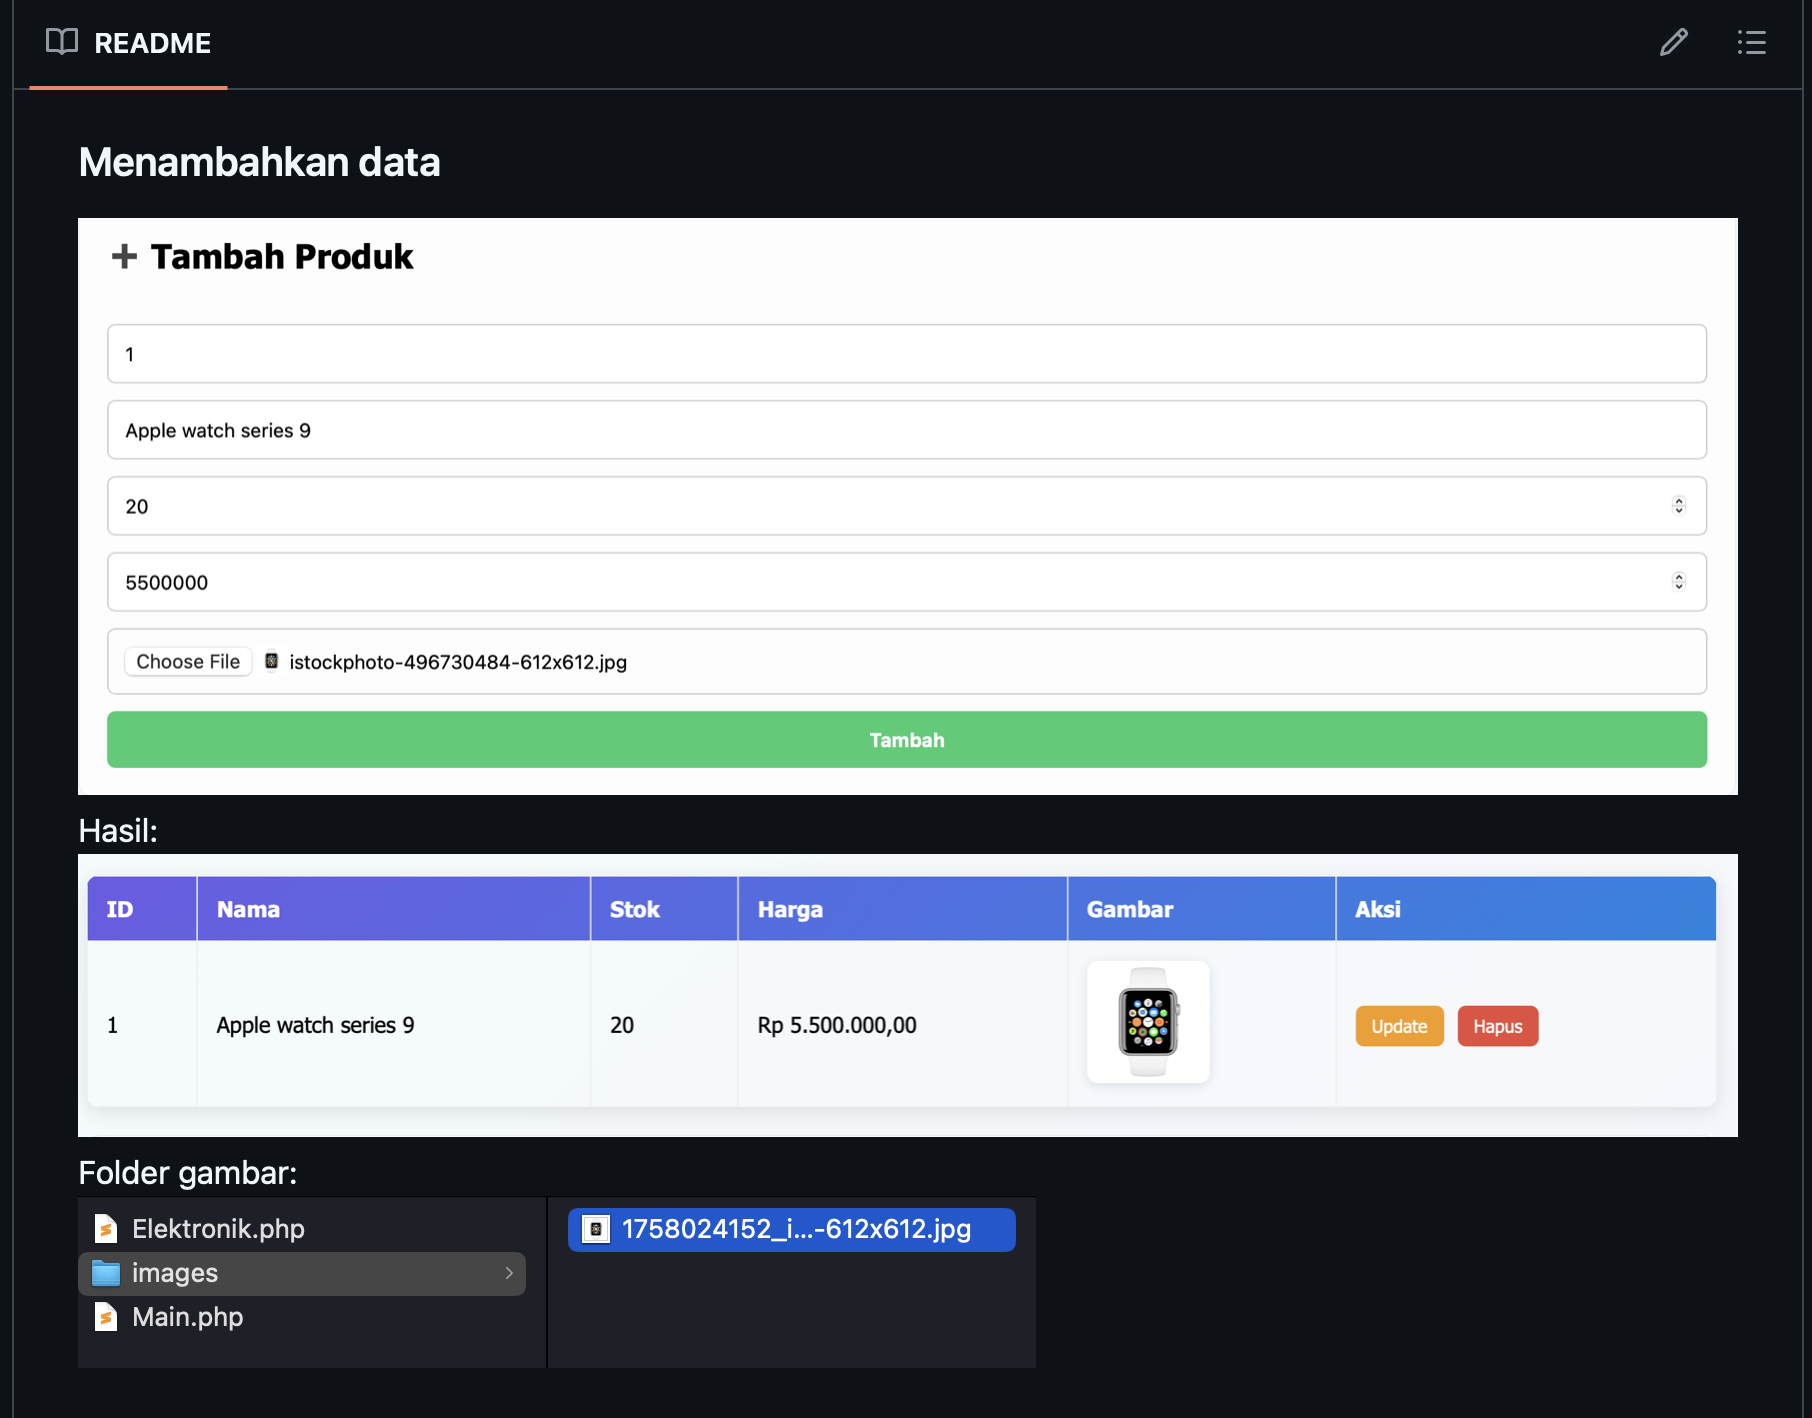 README
Menambahkan data
Tambah Produk
1
Apple watch series 9
20
5500000
Choose File istockphoto-496730484-612x612.jpg
Tambah
Hasil:
ID Nama Stok Harga Gambar Aksi
1 Apple watch series 9 20 Rp 5.500.000,00 Update Hapus
Folder gambar:
Elektronik.php 1758024152_i...-612x612.jpg
images
Main.php